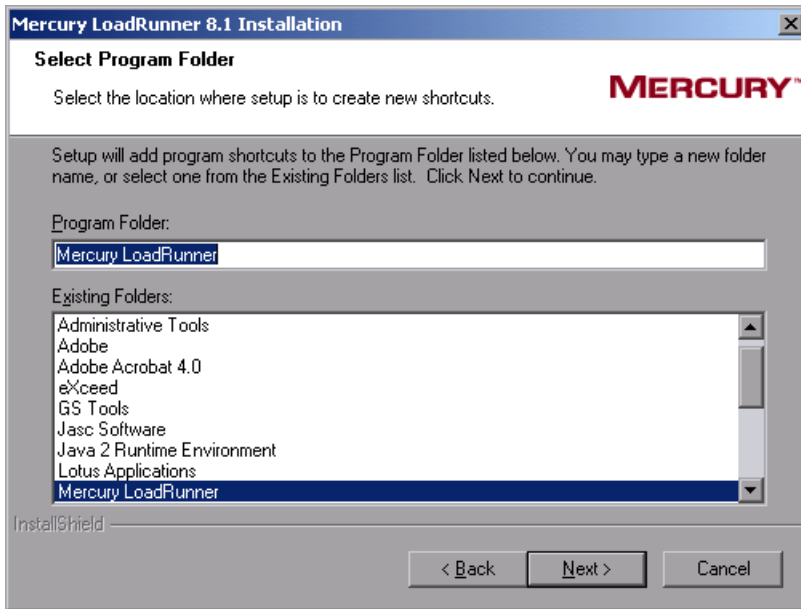 Mercury LoadRunner 8.1 Installation
Select Program Folder
Select the location where setup is to create new shortcuts.
MERCURY™
Setup will add program shortcuts to the Program Folder listed below. You may type a new folder
name, or select one from the Existing Folders list. Click Next to continue.
Program Folder:
Mercury LoadRunner
Existing Folders:
Administrative Tools
Adobe
Adobe Acrobat 4.0
eXceed
GS Tools
Jasc Software
Java 2 Runtime Environment
Lotus Applications
Mercury LoadRunner
InstallShield
< Back
Next >
Cancel